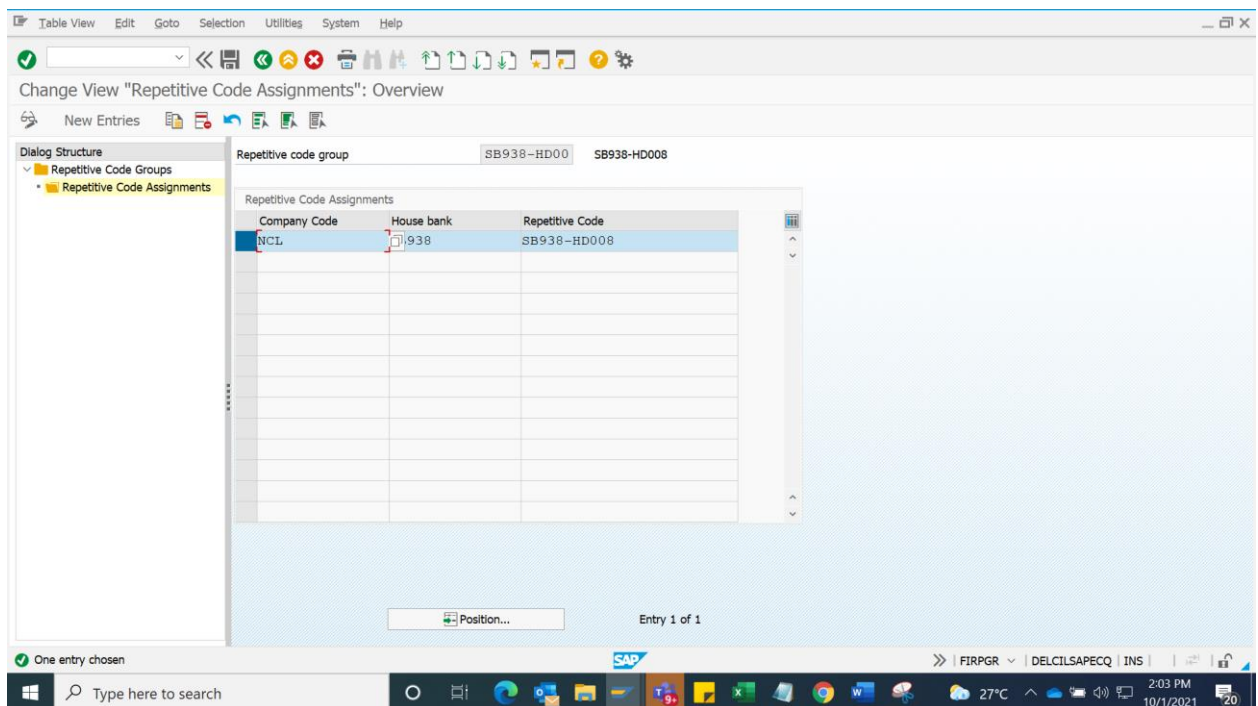 Table View Edit Goto Selection Utilities System Help
Change View "Repetitive Code Assignments": Overview
New Entries
Dialog Structure
Repetitive Code Groups
Repetitive Code Assignments
Repetitive code group SB938-HD00 SB938-HD008
Repetitive Code Assignments
Company Code House bank Repetitive Code
NCL 938 SB938-HD008
Position... Entry 1 of 1
One entry chosen SAP FIRPGR DELCILSAPECQ INS
Type here to search 27°C 2:03 PM
10/1/2021 20